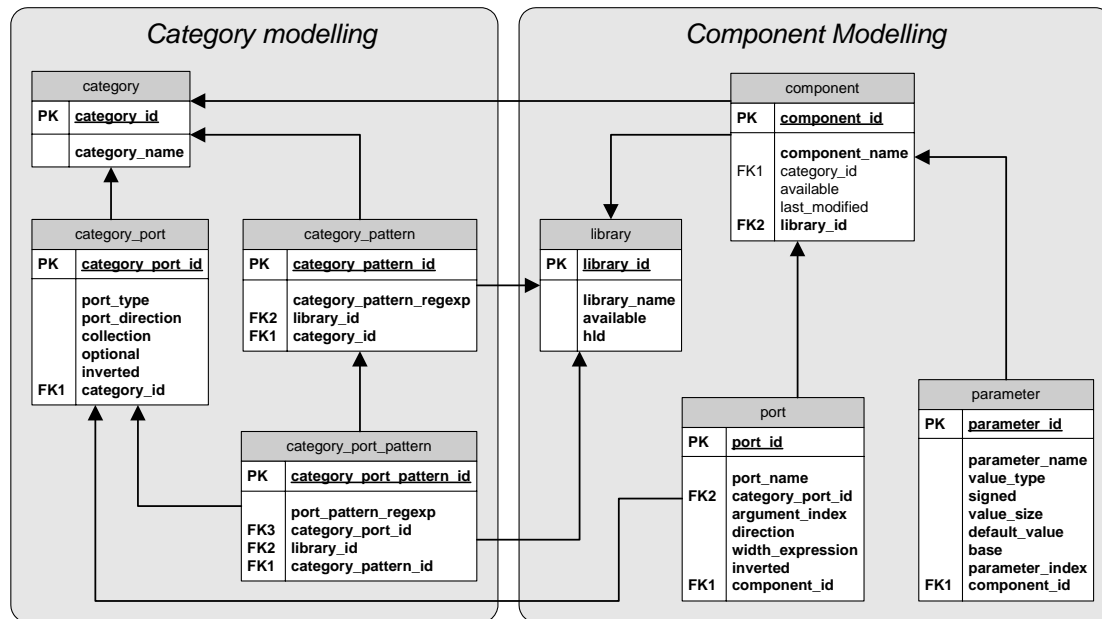 Category modelling
category
PK category_id
category_name
category_port
PK category_port_id
port_type
port_direction
collection
optional
inverted
FK1 category_id
category_pattern
PK category_pattern_id
category_pattern_regexp
FK2 library_id
FK1 category_id
category_port_pattern
PK category_port_pattern_id
port_pattern_regexp
FK3 category_port_id
FK2 library_id
FK1 category_pattern_id
Component Modelling
component
PK component_id
component_name
FK1 category_id
available
last_modified
FK2 library_id
library
PK library_id
library_name
available
hld
port
PK port_id
port_name
FK2 category_port_id
argument_index
direction
width_expression
inverted
FK1 component_id
parameter
PK parameter_id
parameter_name
value_type
signed
value_size
default_value
base
parameter_index
FK1 component_id